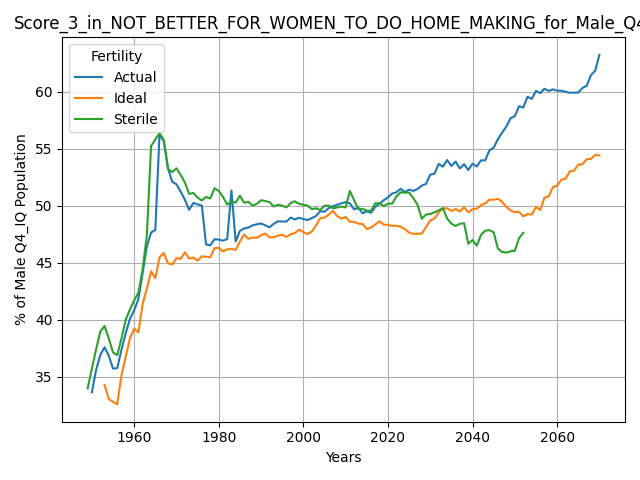 Score_3_in_NOT_BETTER_FOR_WOMEN_TO_DO_HOME_MAKING_for_Male_Q4
Fertility
Actual
Ideal
Sterile
60
55
50
45
40
35
% of Male Q4_IQ Population
1960 1980 2000 2020 2040 2060
Years